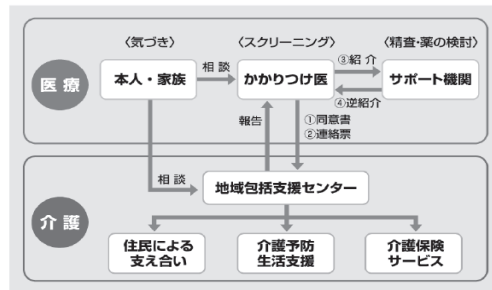 〈気づき〉
〈スクリーニング〉
〈精査・薬の検討〉
医療
本人・家族
相 談
かかりつけ医
③紹 介
④逆紹介
サポート機関
報告
①同意書
②連絡票
介護
相 談
地域包括支援センター
住民による
支え合い
介護予防
生活支援
介護保険
サービス